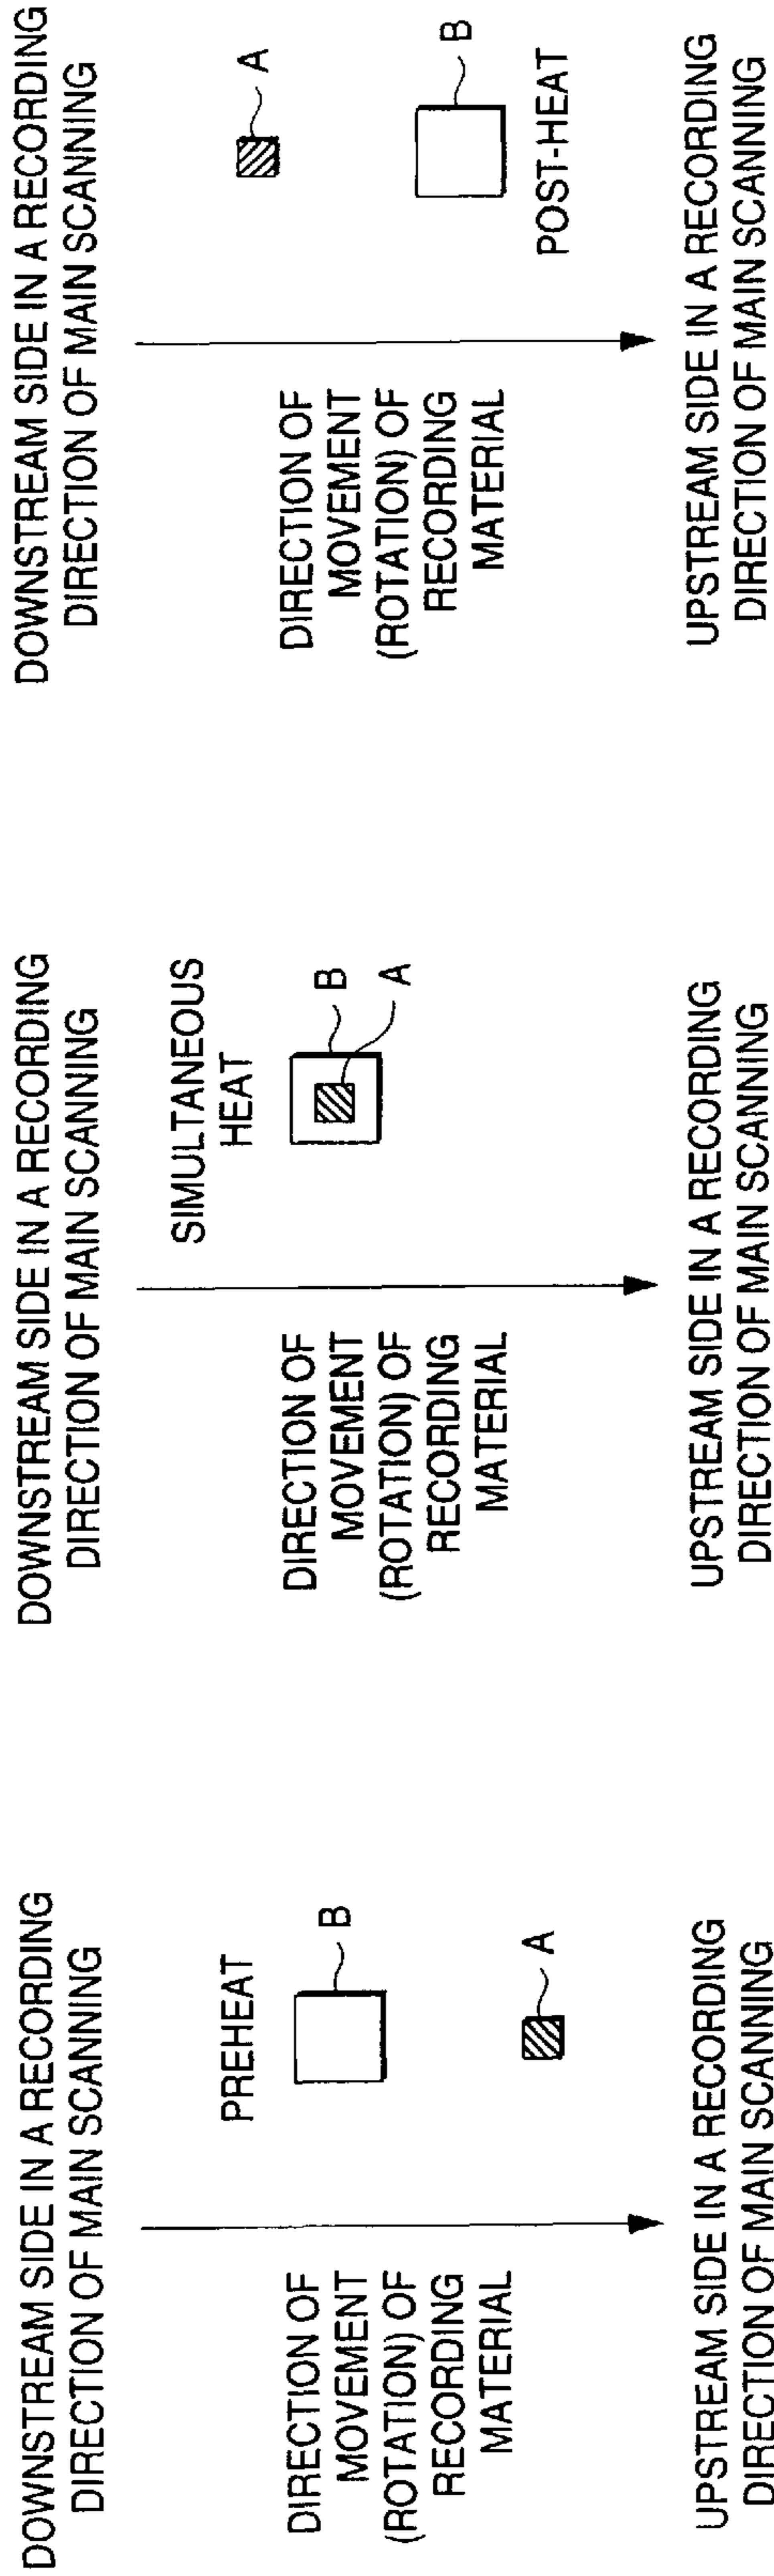 DOWNSTREAM SIDE IN A RECORDING
DIRECTION OF MAIN SCANNING
DIRECTION OF
MOVEMENT
(ROTATION) OF
RECORDING
MATERIAL
PREHEAT
B
A
UPSTREAM SIDE IN A RECORDING
DIRECTION OF MAIN SCANNING
DOWNSTREAM SIDE IN A RECORDING
DIRECTION OF MAIN SCANNING
DIRECTION OF
MOVEMENT
(ROTATION) OF
RECORDING
MATERIAL
SIMULTANEOUS
HEAT
B
A
UPSTREAM SIDE IN A RECORDING
DIRECTION OF MAIN SCANNING
DOWNSTREAM SIDE IN A RECORDING
DIRECTION OF MAIN SCANNING
DIRECTION OF
MOVEMENT
(ROTATION) OF
RECORDING
MATERIAL
A
B
POST-HEAT
UPSTREAM SIDE IN A RECORDING
DIRECTION OF MAIN SCANNING